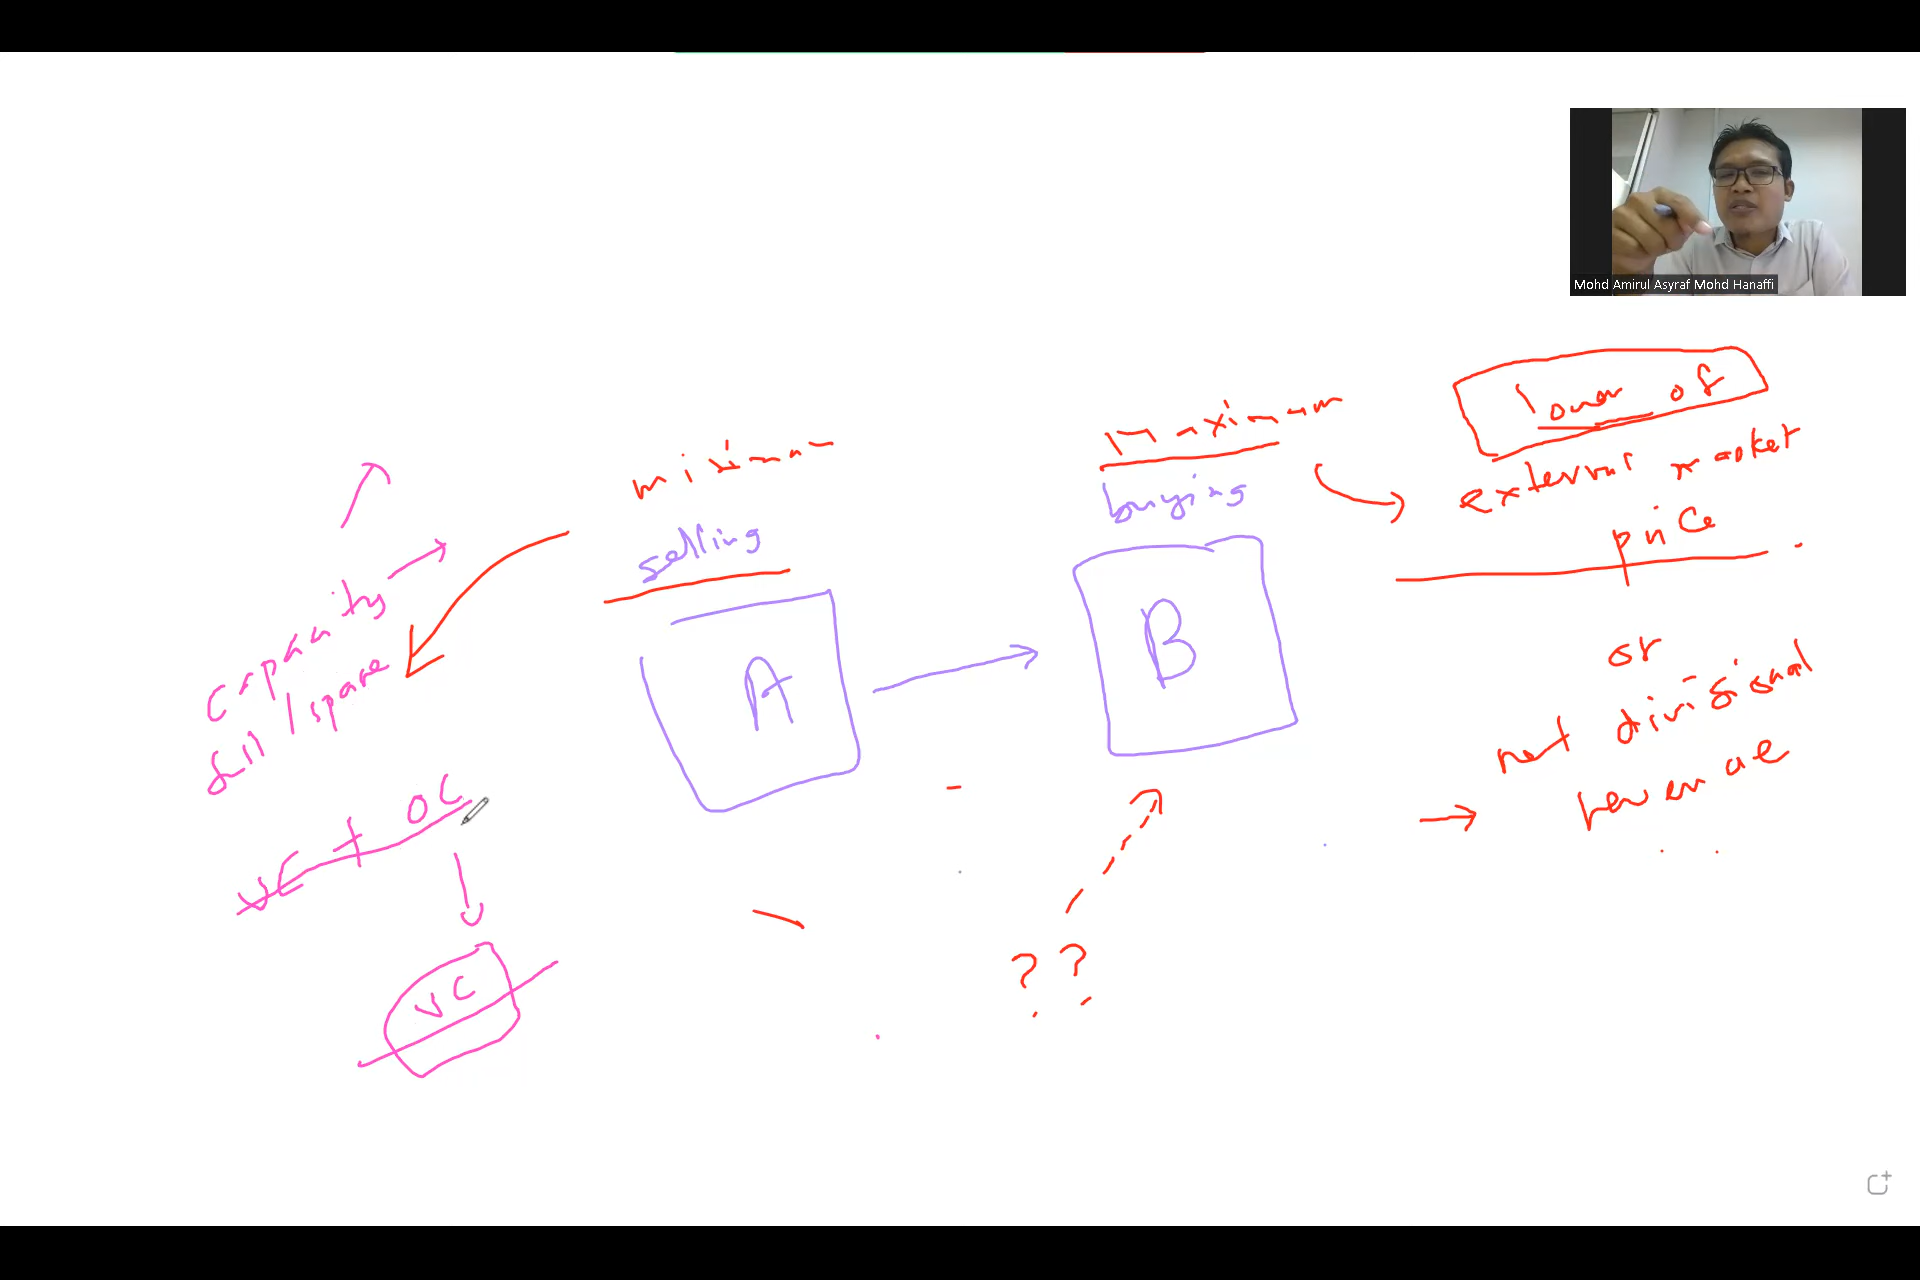 Mohd Amirul Asyraf Mohd Hanaffi
lower of
external market
price
or
net divisional
revenue
Maximum
buying
B
minimum
selling
A
capacity
full / spare
VC + OC
VC
? ?